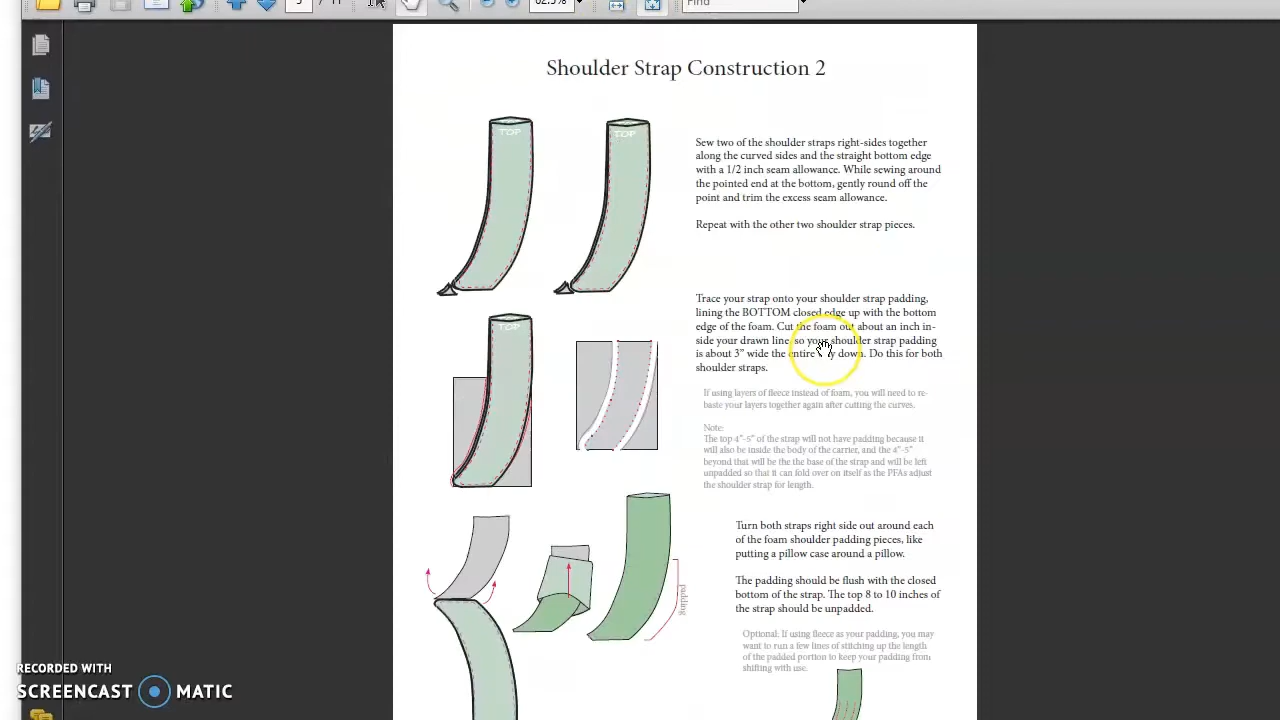 5 / 11
62.5%
Find
Shoulder Strap Construction 2
TOP
TOP
Sew two of the shoulder straps right-sides together
along the curved sides and the straight bottom edge
with a 1/2 inch seam allowance. While sewing around
the pointed end at the bottom, gently round off the
point and trim the excess seam allowance.
Repeat with the other two shoulder strap pieces.
Trace your strap onto your shoulder strap padding,
lining the BOTTOM closed edge up with the bottom
edge of the foam. Cut the foam out about an inch in-
side your drawn line, so your shoulder strap padding
is about 3” wide the entire down. Do this for both
shoulder straps.
TOP
If using layers of fleece instead of foam, you will need to re-
baste your layers together again after cutting the curves.
Note:
The top 4"-5" of the strap will not have padding because it
will also be inside the body of the carrier, and the 4"-5"
beyond that will be the the base of the strap and will be left
unpadded so that it can fold over on itself as the PFAs adjust
the shoulder strap for length.
Turn both straps right side out around each
of the foam shoulder padding pieces, like
putting a pillow case around a pillow.
The padding should be flush with the closed
bottom of the strap. The top 8 to 10 inches of
the strap should be unpadded.
padding
Optional: If using fleece as your padding, you may
want to run a few lines of stitching up the length
of the padded portion to keep your padding from
shifting with use.
RECORDED WITH
SCREENCAST MATIC